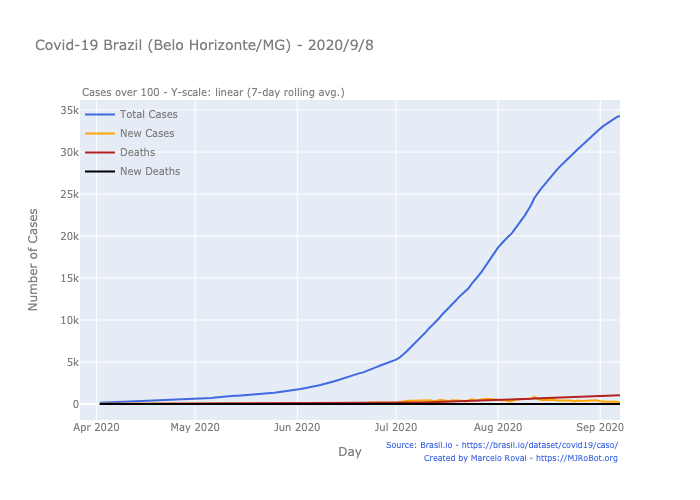 Covid-19 Brazil (Belo Horizonte/MG) - 2020/9/8
Cases over 100 - Y-scale: linear (7-day rolling avg.)
Total Cases
New Cases
Deaths
New Deaths
35k
30k
25k
20k
15k
10k
5k
0
Number of Cases
Apr 2020
May 2020
Jun 2020
Jul 2020
Aug 2020
Sep 2020
Day
Source: Brasil.io - https://brasil.io/dataset/covid19/caso/
Created by Marcelo Rovai - https://MJRoBot.org